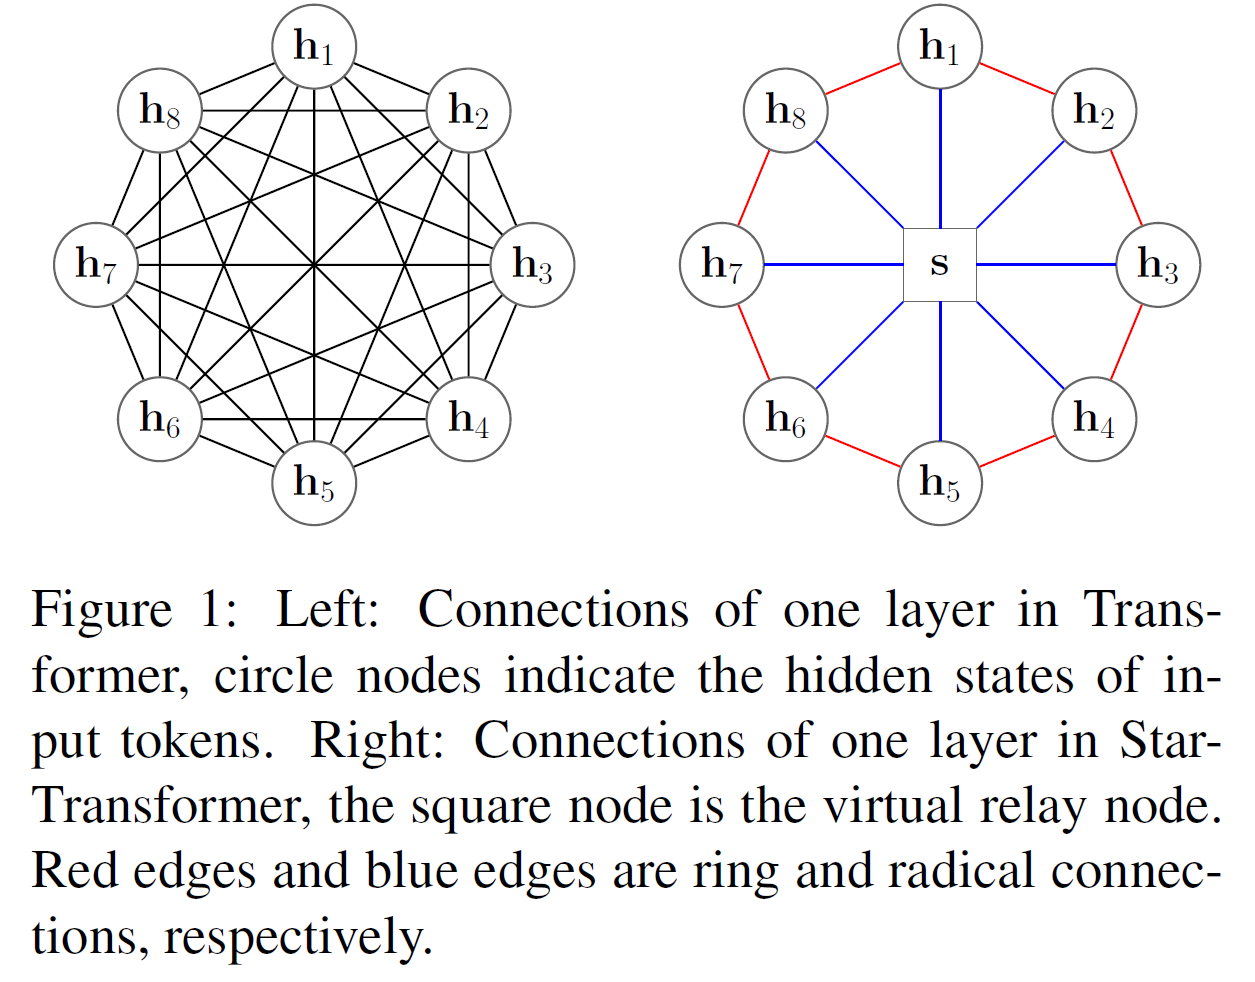 h1
h8
h2
h7
h3
h6
h4
h5
h1
h8
h2
h7
s
h3
h6
h4
h5
Figure 1: Left: Connections of one layer in Trans-
former, circle nodes indicate the hidden states of in-
put tokens. Right: Connections of one layer in Star-
Transformer, the square node is the virtual relay node.
Red edges and blue edges are ring and radical connec-
tions, respectively.